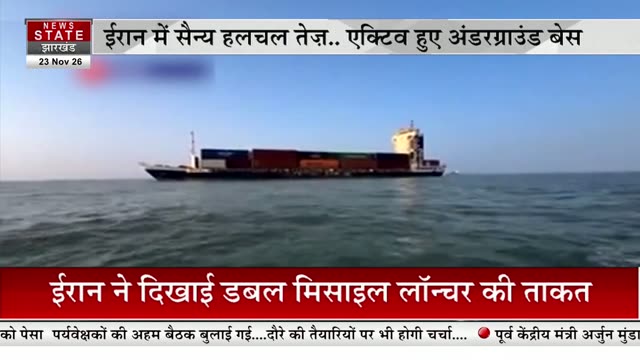 NEWS
STATE
झारखंड
23 Nov 26
ईरान में सैन्य हलचल तेज़.. एक्टिव हुए अंडरग्राउंड बेस
ईरान ने दिखाई डबल मिसाइल लॉन्चर की ताकत
को पेसा पर्यवेक्षकों की अहम बैठक बुलाई गई....दौरे की तैयारियों पर भी होगी चर्चा.... पूर्व केंद्रीय मंत्री अर्जुन मुंडा